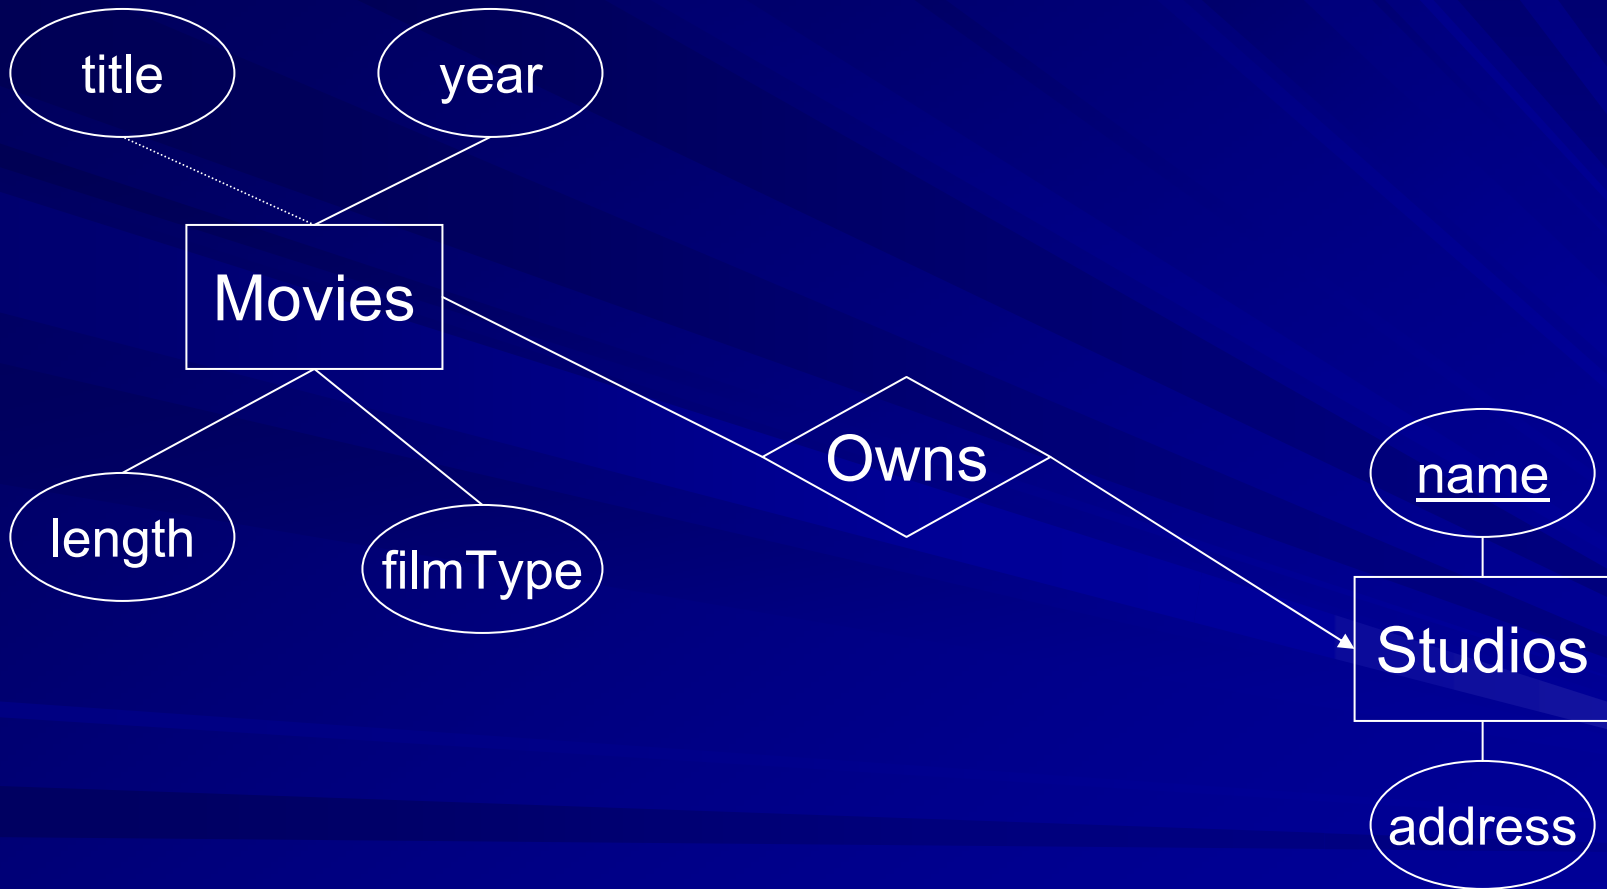 title
year
Movies
Owns
name
length
filmType
Studios
address